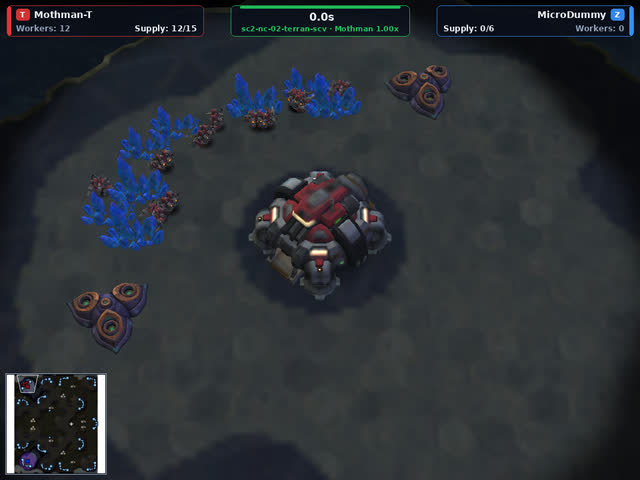 T Mothman-T
Workers: 12 Supply: 12/15
0.0s
sc2-nc-02-terran-scv · Mothman 1.00x
MicroDummy Z
Supply: 0/6 Workers: 0